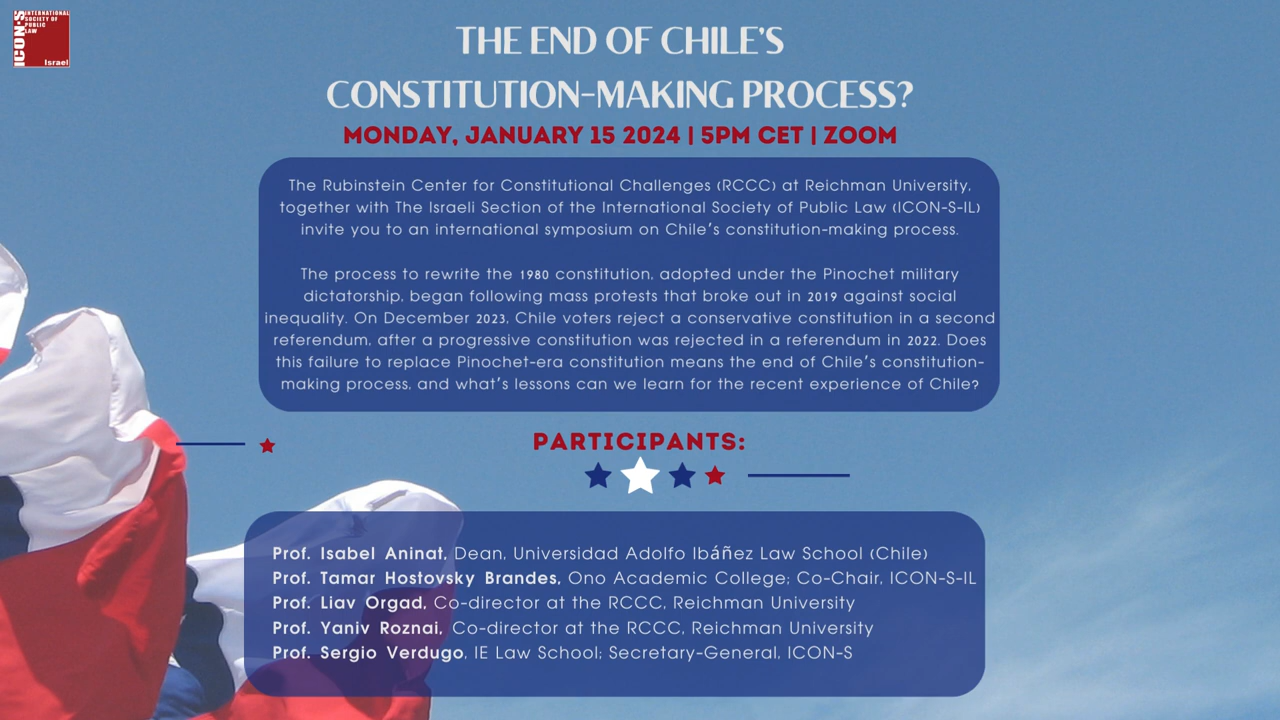 ICON·S
INTERNATIONAL
SOCIETY OF
PUBLIC
LAW
Israel
THE END OF CHILE'S
CONSTITUTION-MAKING PROCESS?
MONDAY, JANUARY 15 2024 | 5PM CET | ZOOM
The Rubinstein Center for Constitutional Challenges (RCCC) at Reichman University,
together with The Israeli Section of the International Society of Public Law (ICON-S-IL)
invite you to an international symposium on Chile's constitution-making process.
The process to rewrite the 1980 constitution, adopted under the Pinochet military
dictatorship, began following mass protests that broke out in 2019 against social
inequality. On December 2023, Chile voters reject a conservative constitution in a second
referendum, after a progressive constitution was rejected in a referendum in 2022. Does
this failure to replace Pinochet-era constitution means the end of Chile's constitution-
making process, and what's lessons can we learn for the recent experience of Chile?
PARTICIPANTS:
Prof. Isabel Aninat, Dean, Universidad Adolfo Ibáñez Law School (Chile)
Prof. Tamar Hostovsky Brandes, Ono Academic College; Co-Chair, ICON-S-IL
Prof. Liav Orgad, Co-director at the RCCC, Reichman University
Prof. Yaniv Roznai, Co-director at the RCCC, Reichman University
Prof. Sergio Verdugo, IE Law School; Secretary-General, ICON-S